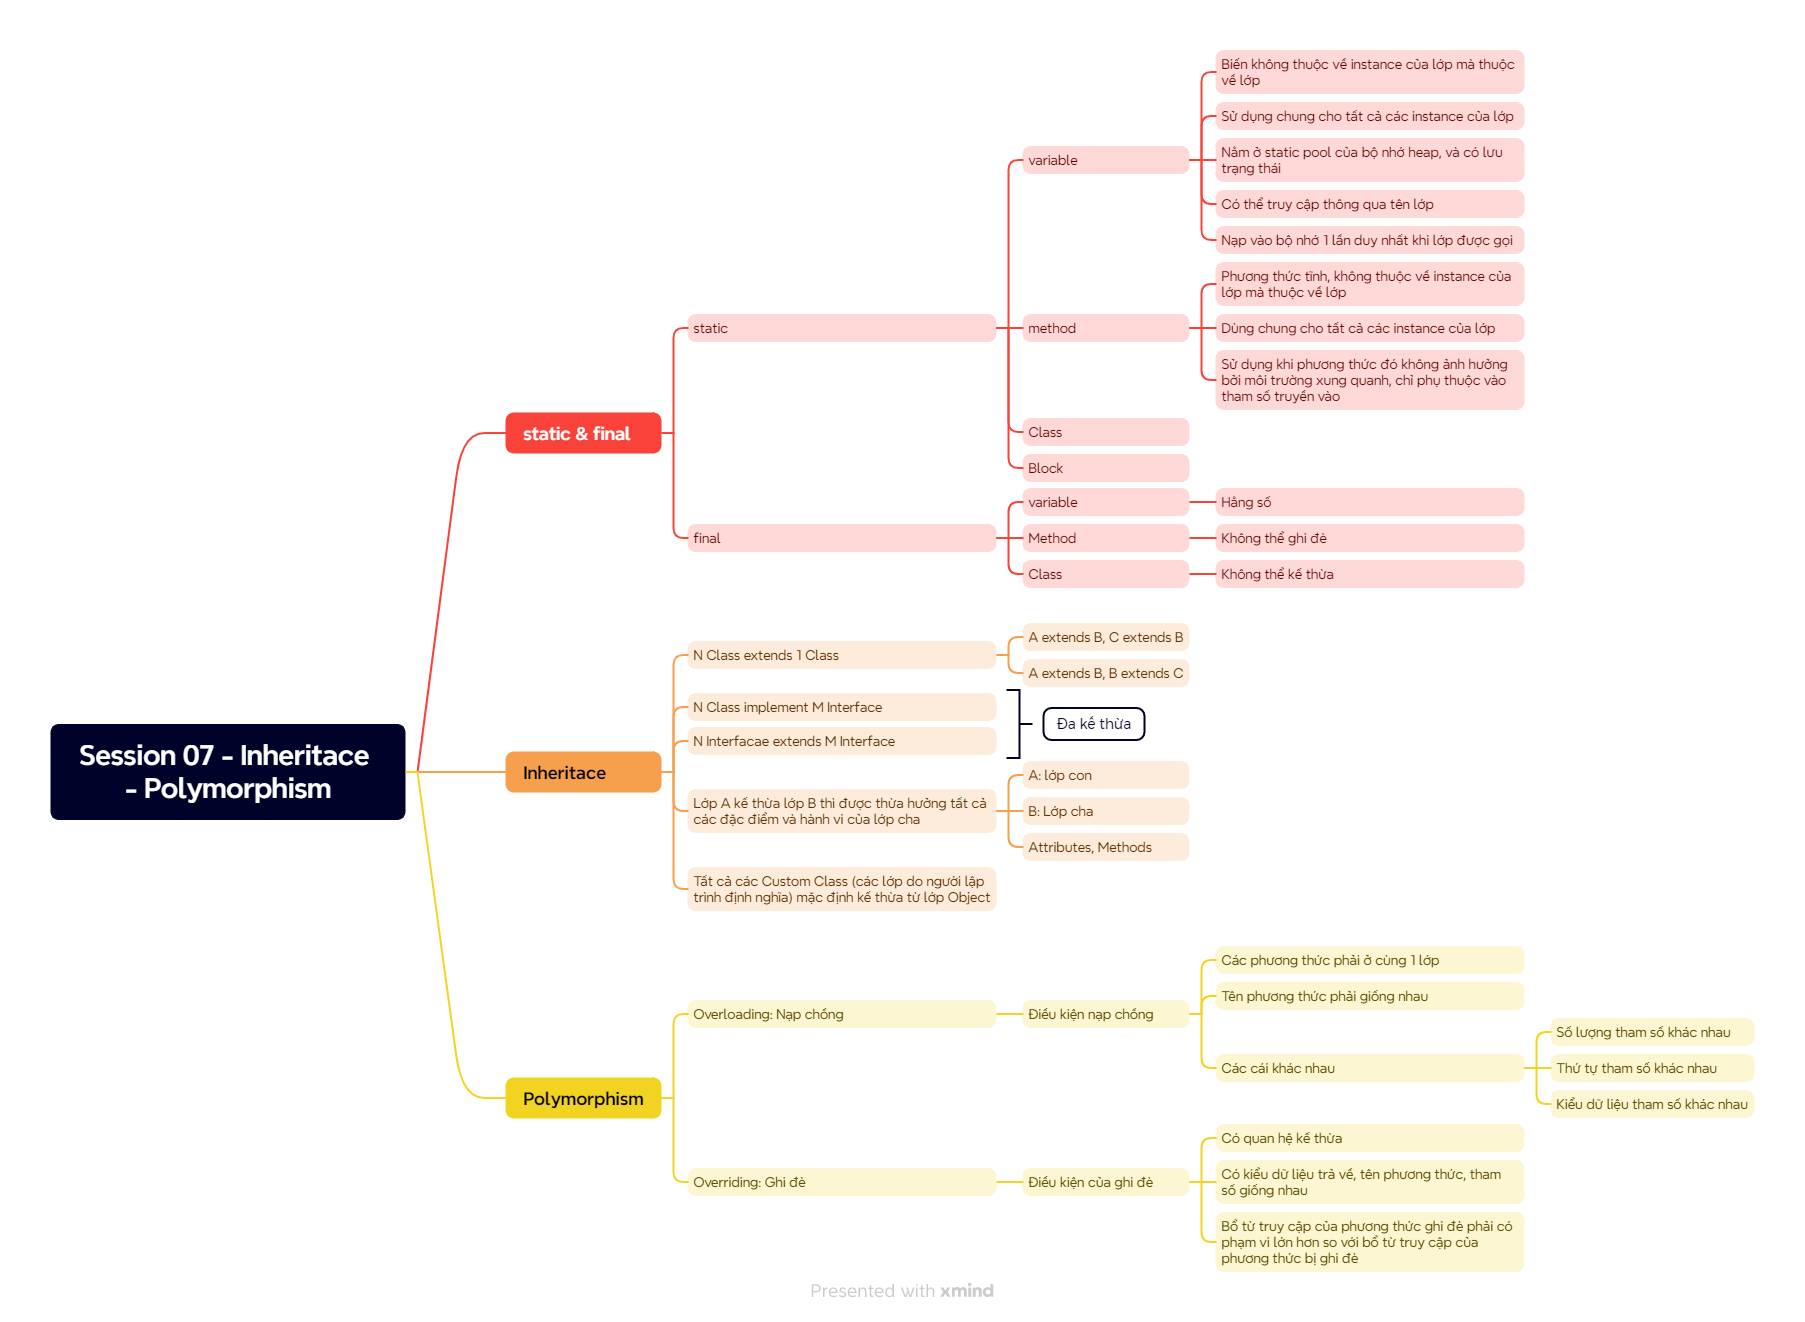 Session 07 - Inheritace
- Polymorphism
static & final
static
variable
Biến không thuộc về instance của lớp mà thuộc
về lớp
Sử dụng chung cho tất cả các instance của lớp
Nằm ở static pool của bộ nhớ heap, và có lưu
trạng thái
Có thể truy cập thông qua tên lớp
Nạp vào bộ nhớ 1 lần duy nhất khi lớp được gọi
method
Phương thức tĩnh, không thuộc về instance của
lớp mà thuộc về lớp
Dùng chung cho tất cả các instance của lớp
Sử dụng khi phương thức đó không ảnh hưởng
bởi môi trường xung quanh, chỉ phụ thuộc vào
tham số truyền vào
Class
Block
final
variable
Hằng số
Method
Không thể ghi đè
Class
Không thể kế thừa
Inheritace
N Class extends 1 Class
A extends B, C extends B
A extends B, B extends C
N Class implement M Interface
N Interfacae extends M Interface
Đa kế thừa
Lớp A kế thừa lớp B thì được thừa hưởng tất cả
các đặc điểm và hành vi của lớp cha
A: lớp con
B: Lớp cha
Attributes, Methods
Tất cả các Custom Class (các lớp do người lập
trình định nghĩa) mặc định kế thừa từ lớp Object
Polymorphism
Overloading: Nạp chồng
Điều kiện nạp chồng
Các phương thức phải ở cùng 1 lớp
Tên phương thức phải giống nhau
Các cái khác nhau
Số lượng tham số khác nhau
Thứ tự tham số khác nhau
Kiểu dữ liệu tham số khác nhau
Overriding: Ghi đè
Điều kiện của ghi đè
Có quan hệ kế thừa
Có kiểu dữ liệu trả về, tên phương thức, tham
số giống nhau
Bổ từ truy cập của phương thức ghi đè phải có
phạm vi lớn hơn so với bổ từ truy cập của
phương thức bị ghi đè
Presented with xmind